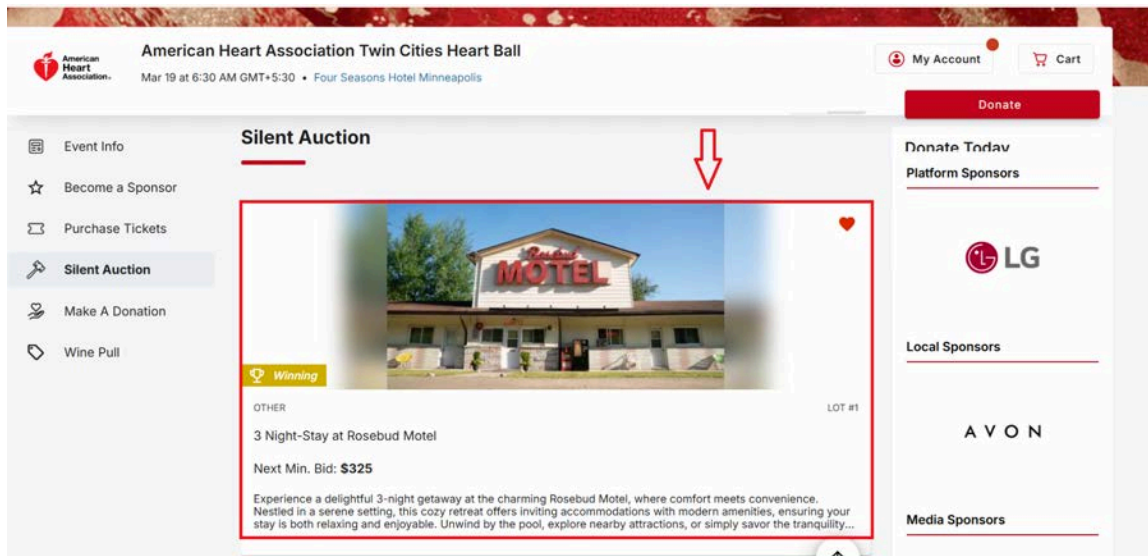 American
Heart
Association.
American Heart Association Twin Cities Heart Ball
Mar 19 at 6:30 AM GMT+5:30 • Four Seasons Hotel Minneapolis
My Account
Cart
Donate
Event Info
Become a Sponsor
Purchase Tickets
Silent Auction
Make A Donation
Wine Pull
Silent Auction
Rosebud
MOTEL
Winning
OTHER
LOT #1
3 Night-Stay at Rosebud Motel
Next Min. Bid: $325
Experience a delightful 3-night getaway at the charming Rosebud Motel, where comfort meets convenience.
Nestled in a serene setting, this cozy retreat offers inviting accommodations with modern amenities, ensuring your
stay is both relaxing and enjoyable. Unwind by the pool, explore nearby attractions, or simply savor the tranquility...
Donate Today
Platform Sponsors
LG
Local Sponsors
AVON
Media Sponsors